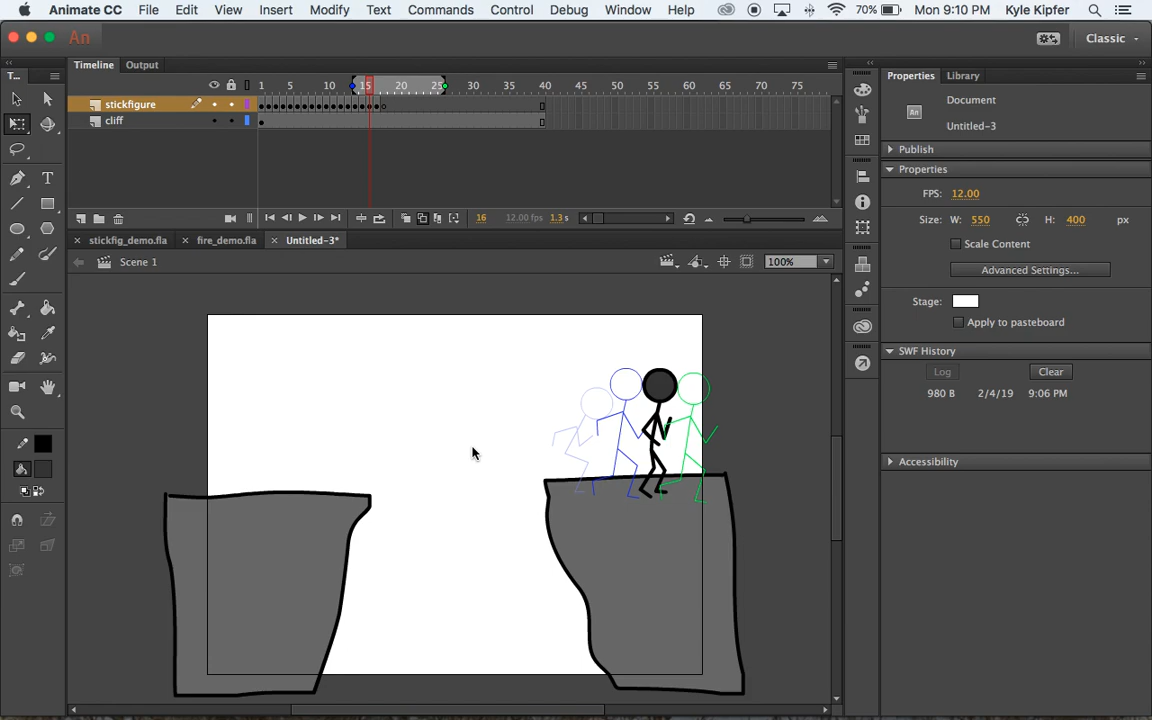 Animate CC File Edit View Insert Modify Text Commands Control Debug Window Help 70% Mon 9:10 PM Kyle Kipfer
An Classic
T... Timeline Output Properties Library
1 5 10 15 20 25 30 35 40 45 50 55 60 65 70 75
stickfigure
cliff
Document
Untitled-3
Publish
Properties
FPS: 12.00
16 12.00 fps 1.3 s
Size: W: 550 H: 400 px
stickfig_demo.fla fire_demo.fla Untitled-3*
Scale Content
Scene 1 100%
Advanced Settings...
Stage:
Apply to pasteboard
SWF History
Log Clear
980 B 2/4/19 9:06 PM
Accessibility